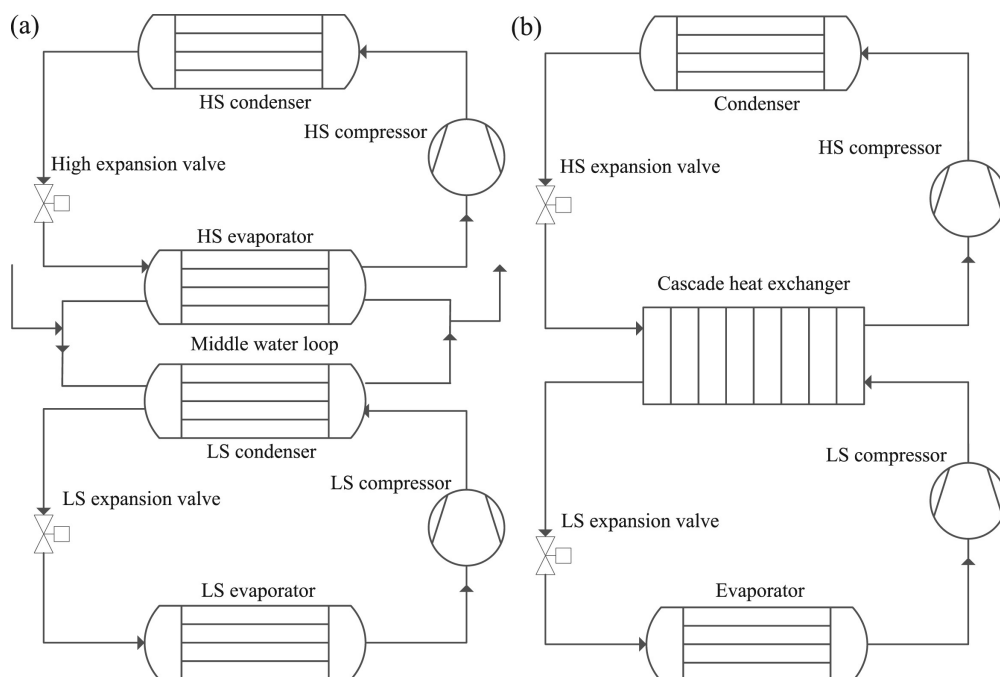 (a)
HS condenser
HS compressor
High expansion valve
HS evaporator
Middle water loop
LS condenser
LS compressor
LS expansion valve
LS evaporator
(b)
Condenser
HS compressor
HS expansion valve
Cascade heat exchanger
LS compressor
LS expansion valve
Evaporator